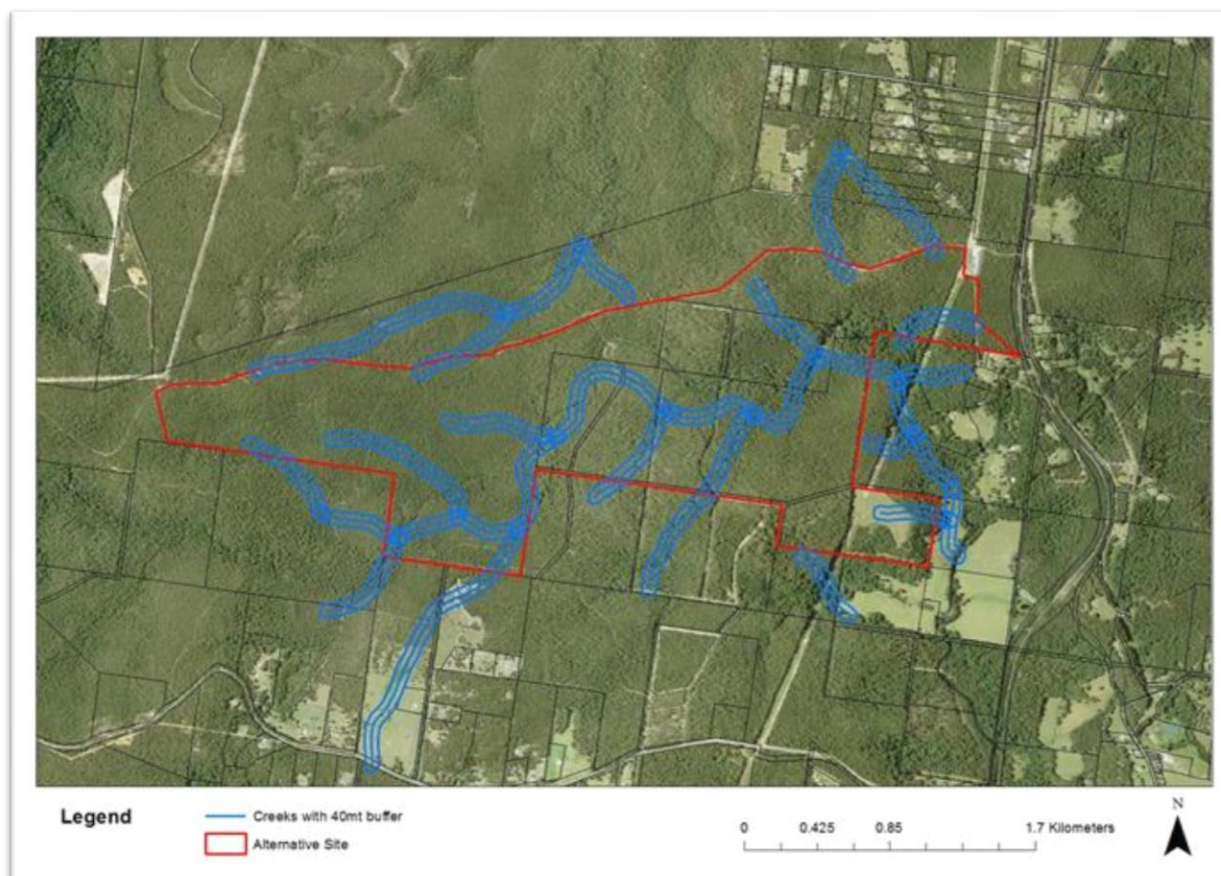 Legend
Creeks with 40mt buffer
Alternative Site
0 0.425 0.85 1.7 Kilometers
N